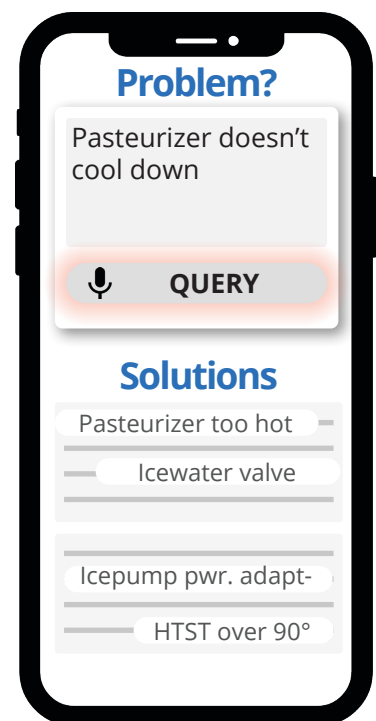 Problem?
Pasteurizer doesn’t
cool down
QUERY
Solutions
Pasteurizer too hot
Icewater valve
Icepump pwr. adapt-
HTST over 90°